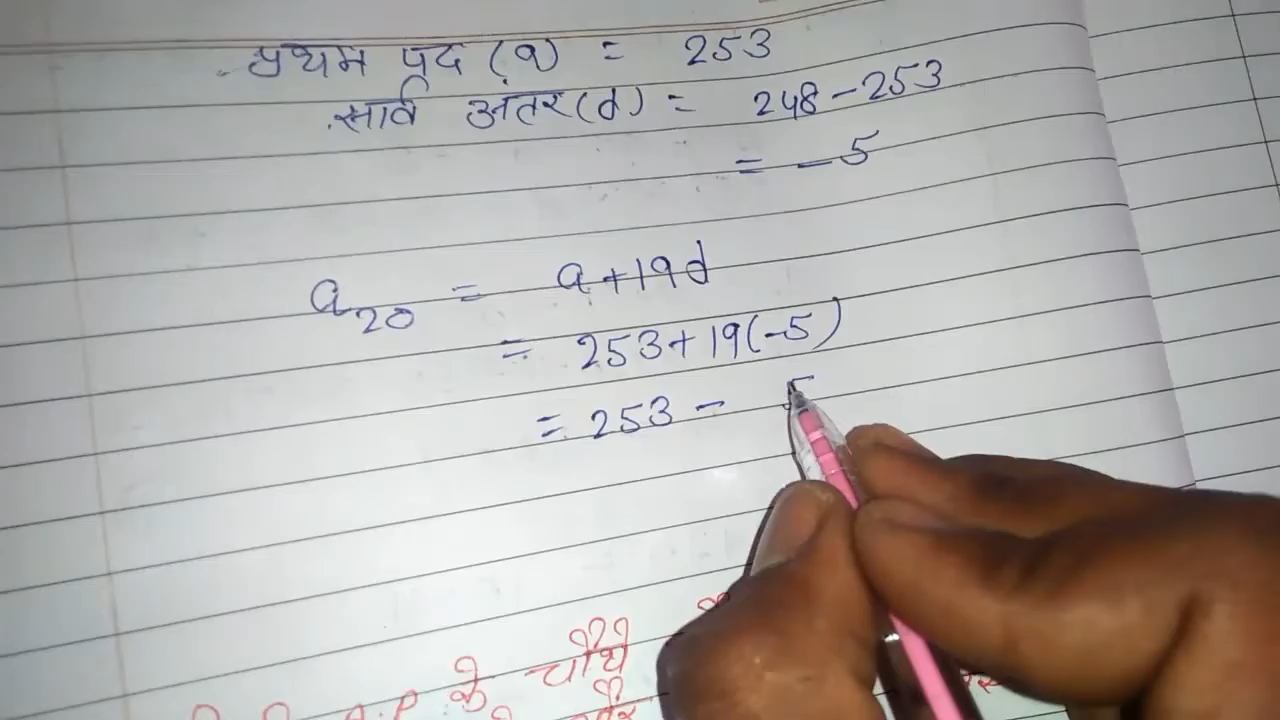 प्रथम पद (a) = 253
सार्व अंतर(d) = 248-253
= -5
a20 = a+19d
= 253+19(-5)
= 253 - 5
A.P के चौथे